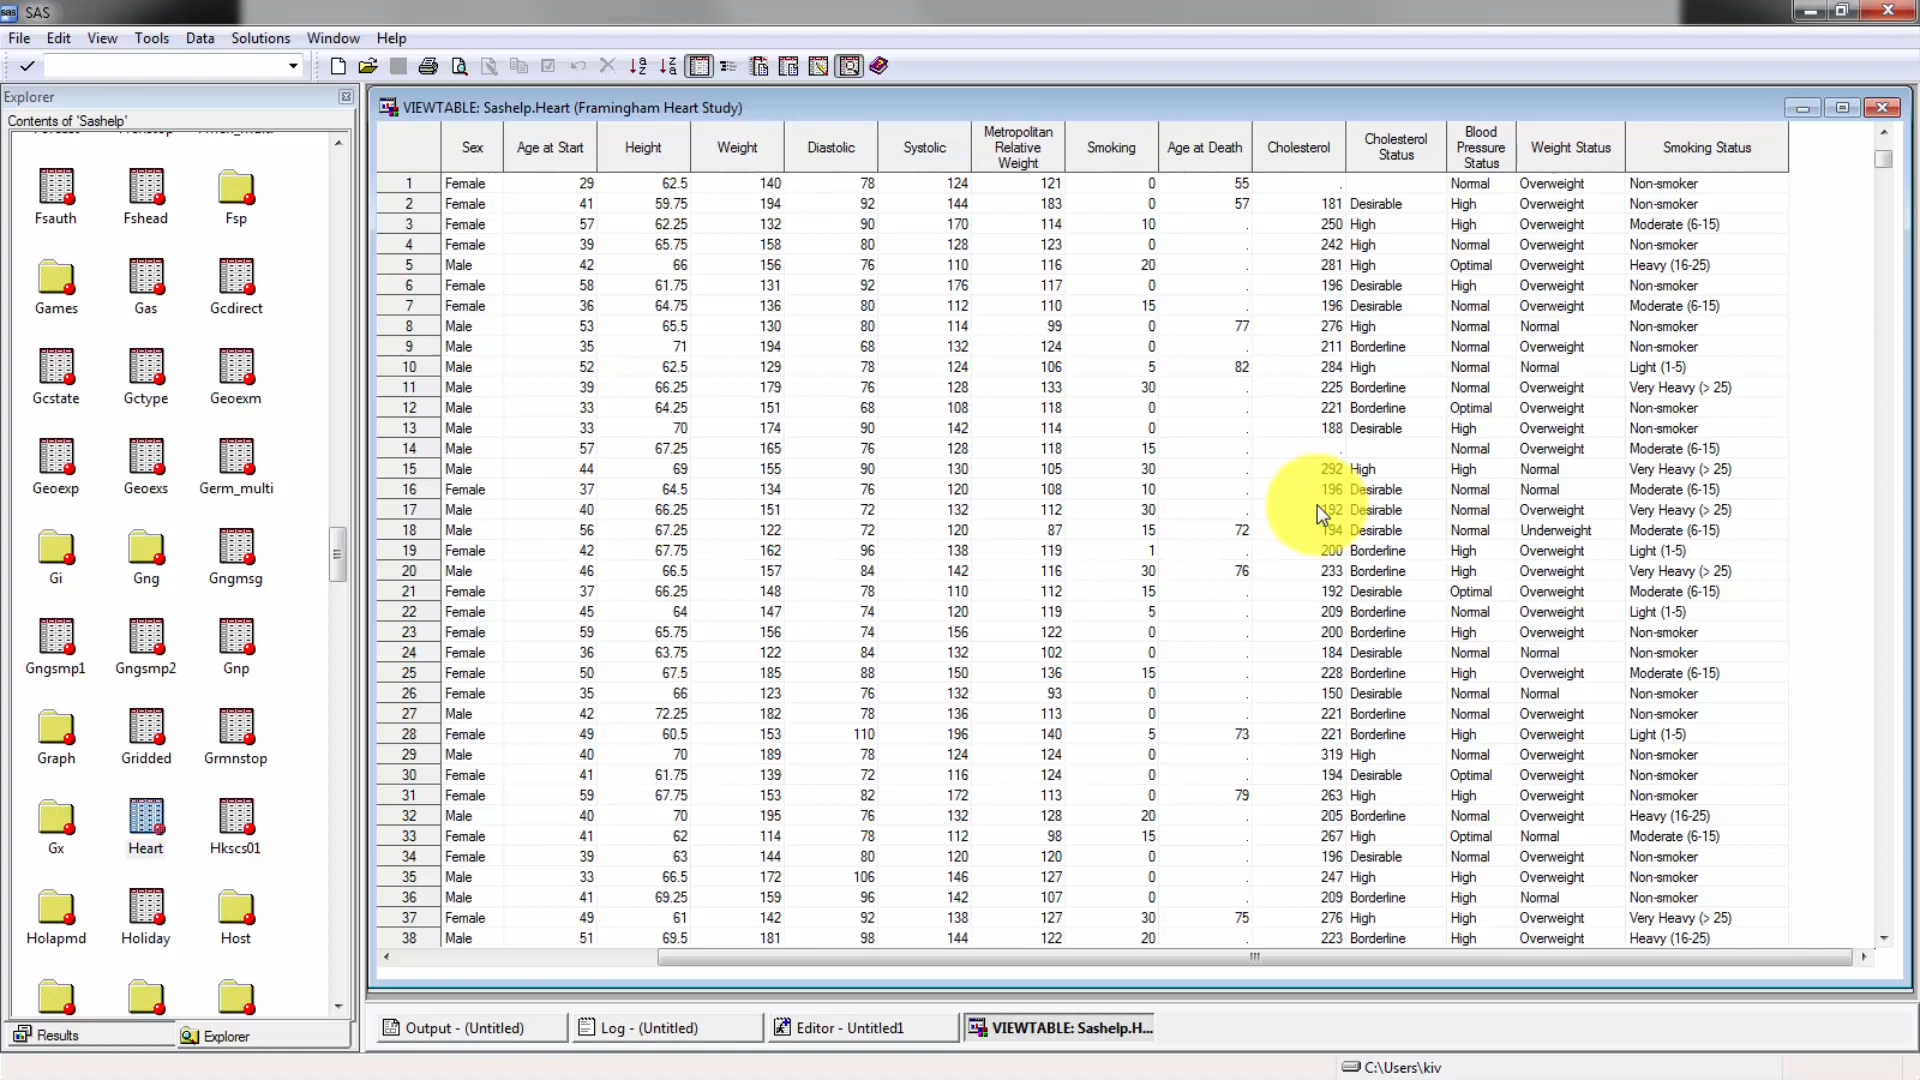 SAS
File Edit View Tools Data Solutions Window Help
Explorer
Contents of 'Sashelp'
Fsauth Fshead Fsp
Games Gas Gcdirect
Gcstate Gctype Geoexm
Geoexp Geoexs Germ_multi
Gi Gng Gngmsg
Gngsmp1 Gngsmp2 Gnp
Graph Gridded Grmnstop
Gx Heart Hkscs01
Holapmd Holiday Host
Results Explorer
VIEWTABLE: Sashelp.Heart (Framingham Heart Study)
Sex Age at Start Height Weight Diastolic Systolic Metropolitan Relative Weight Smoking Age at Death Cholesterol Cholesterol Status Blood Pressure Status Weight Status Smoking Status
1 Female 29 62.5 140 78 124 121 0 55 . Normal Overweight Non-smoker
2 Female 41 59.75 194 92 144 183 0 57 181 Desirable High Overweight Non-smoker
3 Female 57 62.25 132 90 170 114 10 . 250 High High Overweight Moderate (6-15)
4 Female 39 65.75 158 80 128 123 0 . 242 High Normal Overweight Non-smoker
5 Male 42 66 156 76 110 116 20 . 281 High Optimal Overweight Heavy (16-25)
6 Female 58 61.75 131 92 176 117 0 . 196 Desirable High Overweight Non-smoker
7 Female 36 64.75 136 80 112 110 15 . 196 Desirable Normal Overweight Moderate (6-15)
8 Male 53 65.5 130 80 114 99 0 77 276 High Normal Normal Non-smoker
9 Male 35 71 194 68 132 124 0 . 211 Borderline Normal Overweight Non-smoker
10 Male 52 62.5 129 78 124 106 5 82 284 High Normal Normal Light (1-5)
11 Male 39 66.25 179 76 128 133 30 . 225 Borderline Normal Overweight Very Heavy (> 25)
12 Male 33 64.25 151 68 108 118 0 . 221 Borderline Optimal Overweight Non-smoker
13 Male 33 70 174 90 142 114 0 . 188 Desirable High Overweight Non-smoker
14 Male 57 67.25 165 76 128 118 15 . . Normal Overweight Moderate (6-15)
15 Male 44 69 155 90 130 105 30 . 292 High High Normal Very Heavy (> 25)
16 Female 37 64.5 134 76 120 108 10 . 196 Desirable Normal Normal Moderate (6-15)
17 Male 40 66.25 151 72 132 112 30 . 192 Desirable Normal Overweight Very Heavy (> 25)
18 Male 56 67.25 122 72 120 87 15 72 194 Desirable Normal Underweight Moderate (6-15)
19 Female 42 67.75 162 96 138 119 1 . 200 Borderline High Overweight Light (1-5)
20 Male 46 66.5 157 84 142 116 30 76 233 Borderline High Overweight Very Heavy (> 25)
21 Female 37 66.25 148 78 110 112 15 . 192 Desirable Optimal Overweight Moderate (6-15)
22 Female 45 64 147 74 120 119 5 . 209 Borderline Normal Overweight Light (1-5)
23 Female 59 65.75 156 74 156 122 0 . 200 Borderline High Overweight Non-smoker
24 Female 36 63.75 122 84 132 102 0 . 184 Desirable Normal Normal Non-smoker
25 Female 50 67.5 185 88 150 136 15 . 228 Borderline High Overweight Moderate (6-15)
26 Female 35 66 123 76 132 93 0 . 150 Desirable Normal Normal Non-smoker
27 Male 42 72.25 182 78 136 113 0 . 221 Borderline Normal Overweight Non-smoker
28 Female 49 60.5 153 110 196 140 5 73 221 Borderline High Overweight Light (1-5)
29 Male 40 70 189 78 124 124 0 . 319 High Normal Overweight Non-smoker
30 Female 41 61.75 139 72 116 124 0 . 194 Desirable Optimal Overweight Non-smoker
31 Female 59 67.75 153 82 172 113 0 79 263 High High Overweight Non-smoker
32 Male 40 70 195 76 132 128 20 . 205 Borderline Normal Overweight Heavy (16-25)
33 Female 41 62 114 78 112 98 15 . 267 High Optimal Normal Moderate (6-15)
34 Female 39 63 144 80 120 120 0 . 196 Desirable Normal Overweight Non-smoker
35 Male 33 66.5 172 106 146 127 0 . 247 High High Overweight Non-smoker
36 Male 41 69.25 159 96 142 107 0 . 209 Borderline High Normal Non-smoker
37 Female 49 61 142 92 138 127 30 75 276 High High Overweight Very Heavy (> 25)
38 Male 51 69.5 181 98 144 122 20 . 223 Borderline High Overweight Heavy (16-25)
Output - (Untitled) Log - (Untitled) Editor - Untitled1 VIEWTABLE: Sashelp.H...
C:\Users\kiv